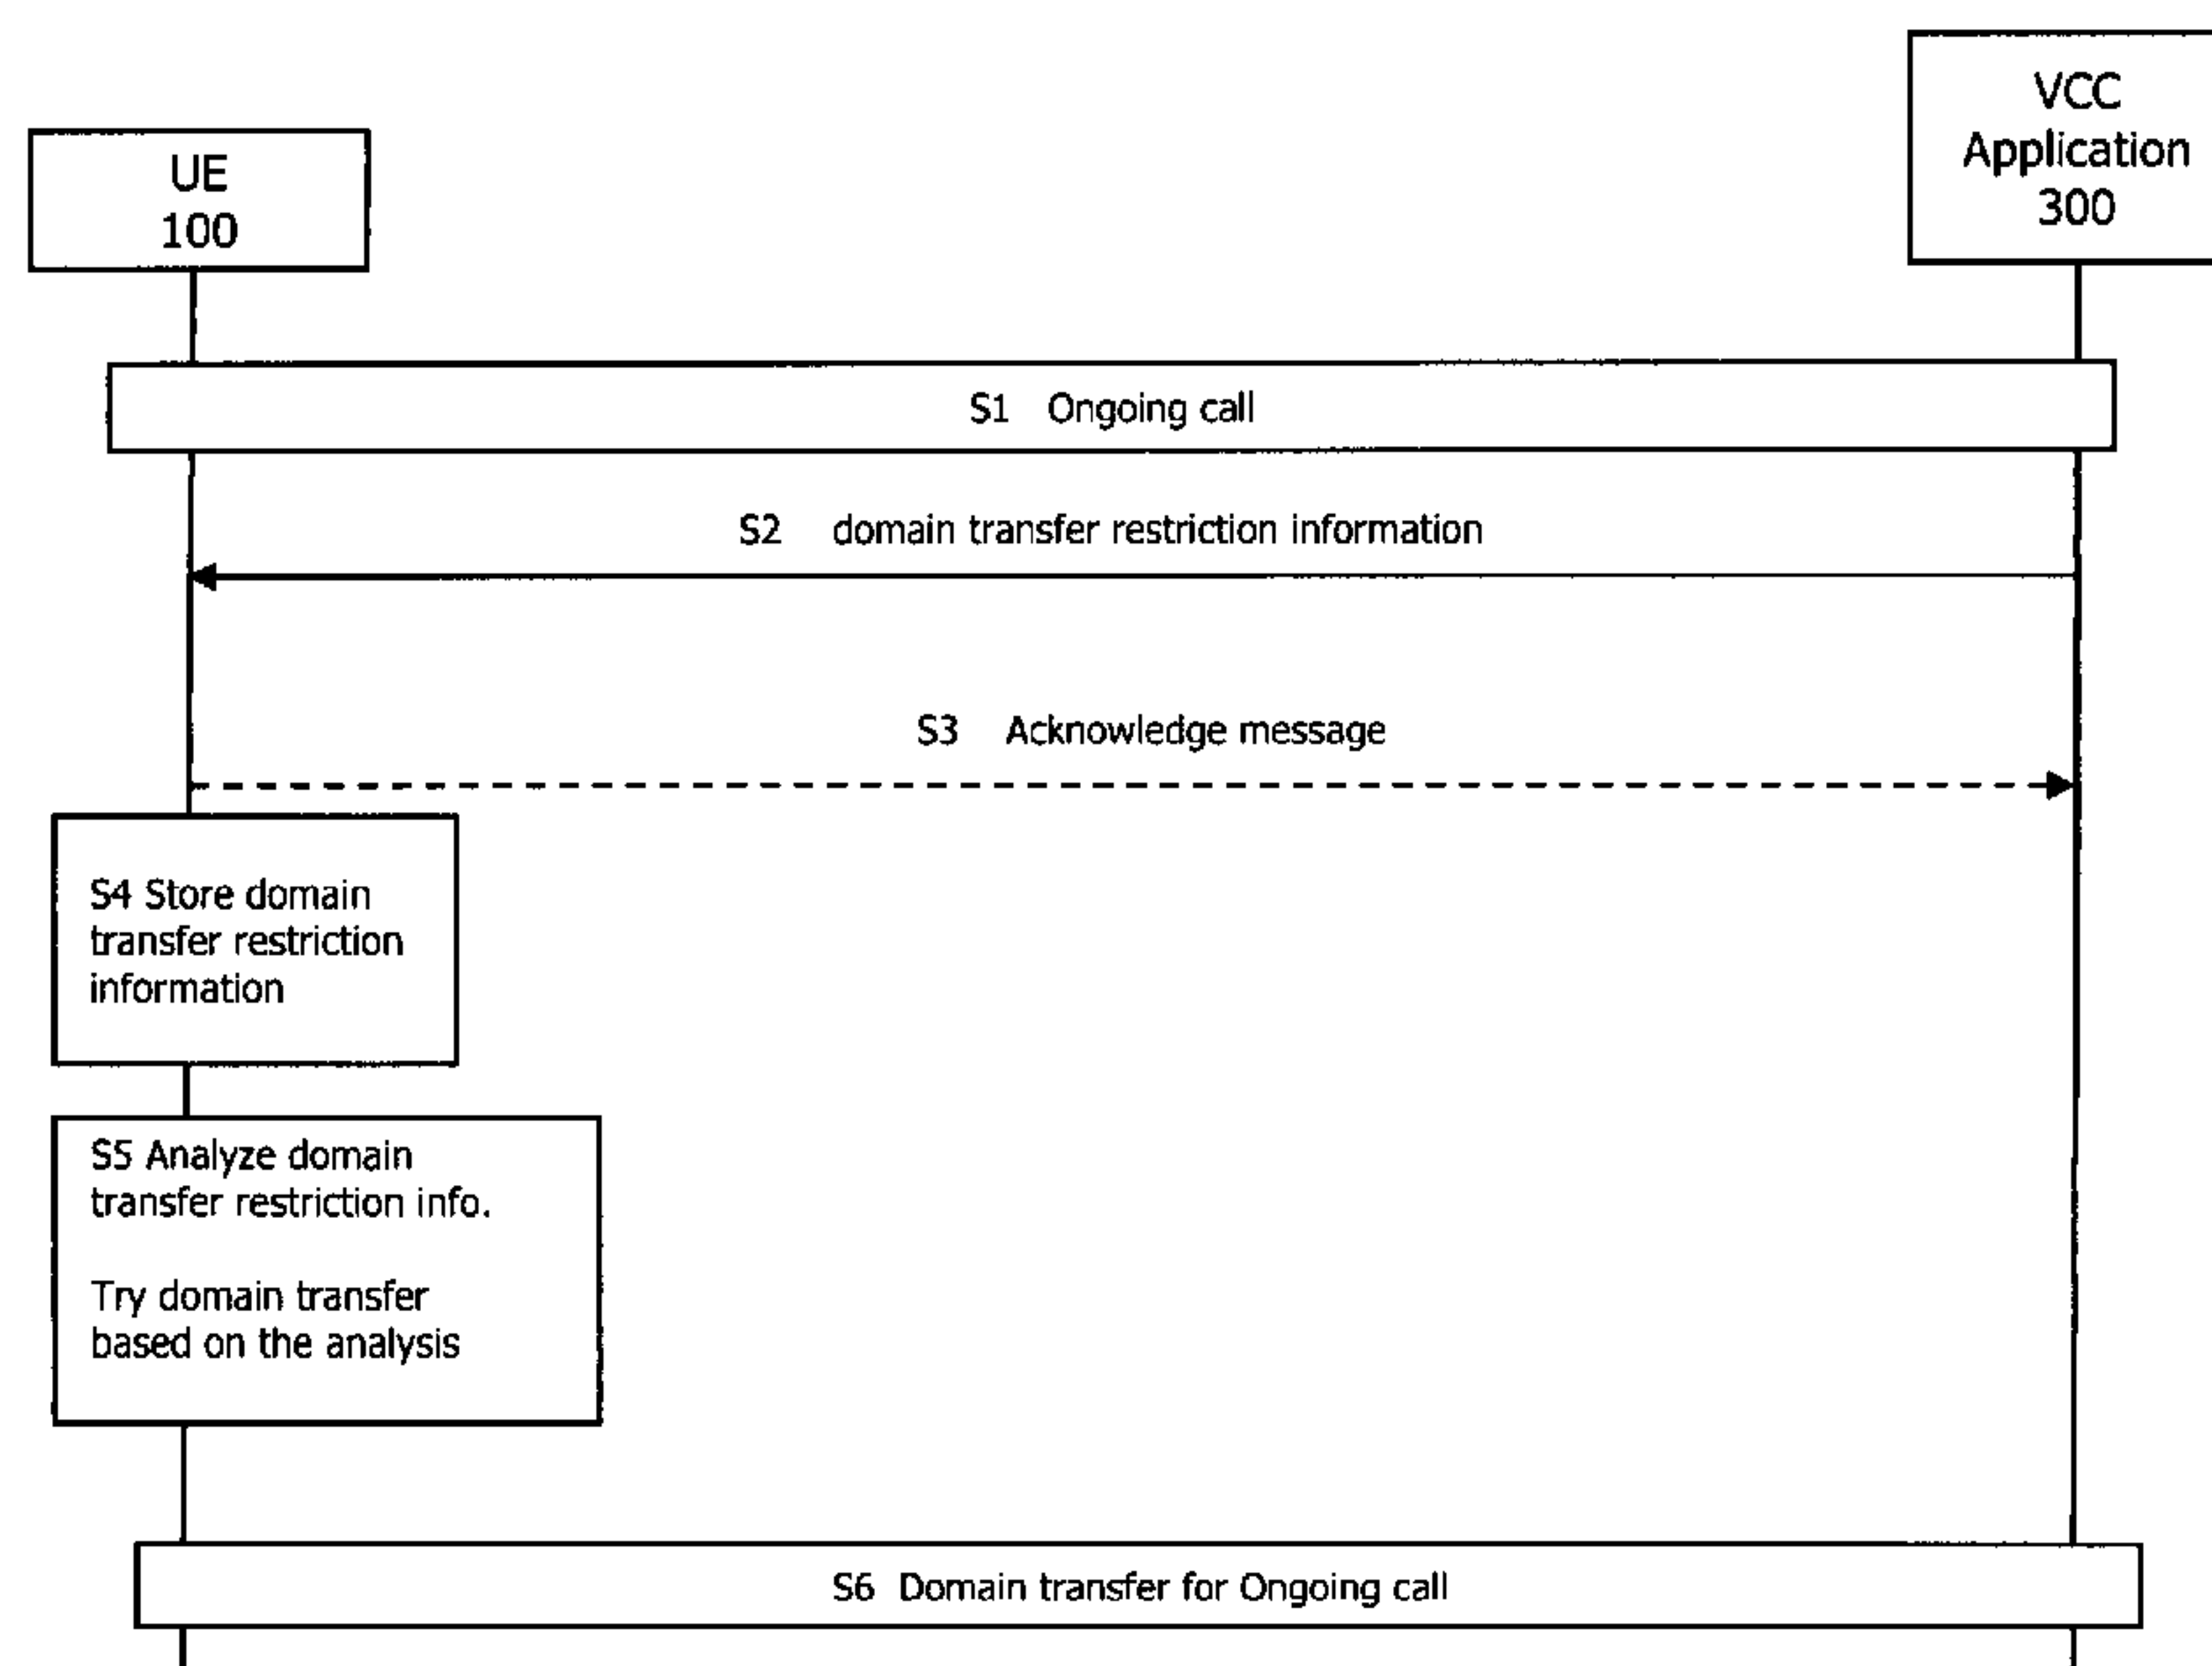 VCC
Application
300
UE
100
S1 Ongoing call
S2 domain transfer restriction information
S3 Acknowledge message
S4 Store domain
transfer restriction
information
S5 Analyze domain
transfer restriction info.
Try domain transfer
based on the analysis
S6 Domain transfer for Ongoing call